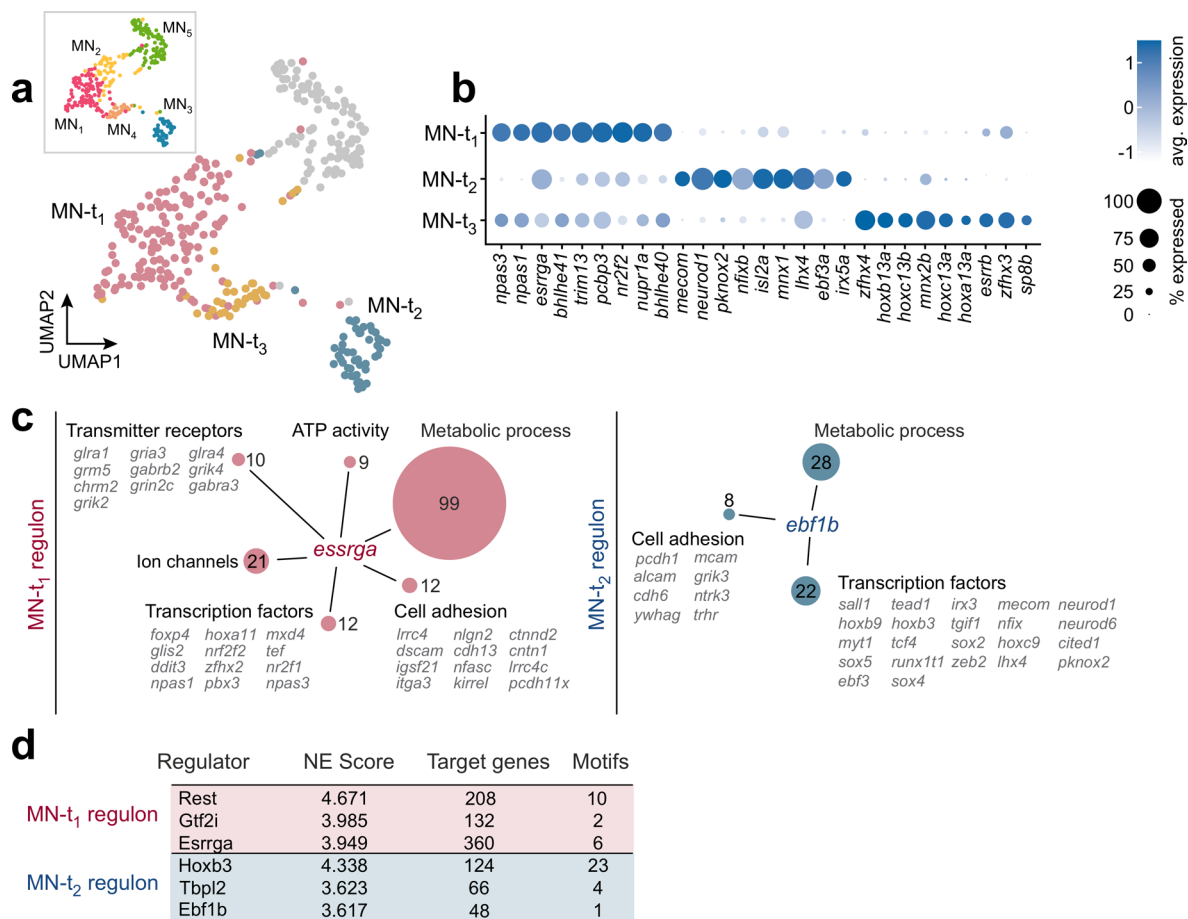 a
MN5
MN2
MN3
MN1
MN4
MN-t1
MN-t2
MN-t3
UMAP2
UMAP1
b
MN-t1
MN-t2
MN-t3
npas3 npas1 esrrga bhlhe41 trim13 pcbp3 nr2f2 nupr1a bhlhe40 mecom neurod1 pknox2 nfixb isl2a mnx1 lhx4 ebf3a irx5a zfhx4 hoxb13a hoxc13b mnx2b hoxc13a hoxa13a esrrb zfhx3 sp8b
1
0
-1
avg. expression
100
75
50
25
0
% expressed
c
MN-t1 regulon
Transmitter receptors
glra1 gria3 glra4
grm5 gabrb2 grik4
chrm2 grin2c gabra3
grik2
10
ATP activity
9
Metabolic process
99
essrga
Ion channels
21
12
12
Transcription factors
foxp4 hoxa11 mxd4
glis2 nrf2f2 tef
ddit3 zfhx2 nr2f1
npas1 pbx3 npas3
Cell adhesion
lrrc4 nlgn2 ctnnd2
dscam cdh13 cntn1
igsf21 nfasc lrrc4c
itga3 kirrel pcdh11x
MN-t2 regulon
Metabolic process
28
8
ebf1b
Cell adhesion
pcdh1 mcam
alcam grik3
cdh6 ntrk3
ywhag trhr
22
Transcription factors
sall1 tead1 irx3 mecom neurod1
hoxb9 hoxb3 tgif1 nfix neurod6
myt1 tcf4 sox2 hoxc9 cited1
sox5 runx1t1 zeb2 lhx4 pknox2
ebf3 sox4
d
Regulator NE Score Target genes Motifs
MN-t1 regulon
Rest 4.671 208 10
Gtf2i 3.985 132 2
Esrrga 3.949 360 6
MN-t2 regulon
Hoxb3 4.338 124 23
Tbpl2 3.623 66 4
Ebf1b 3.617 48 1